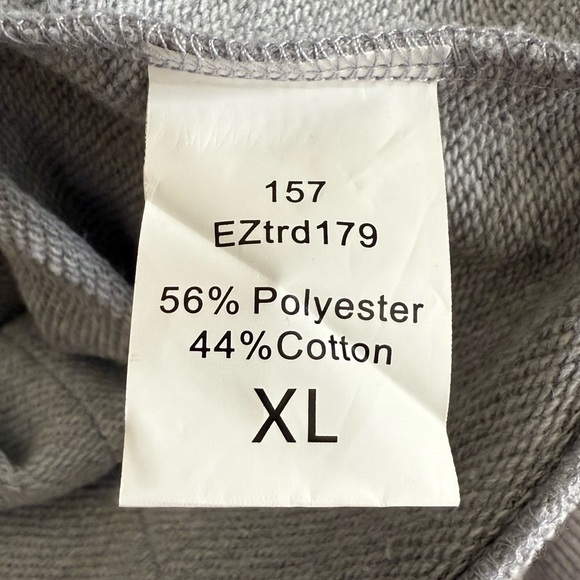 157
EZtrd179
56% Polyester
44%Cotton
XL